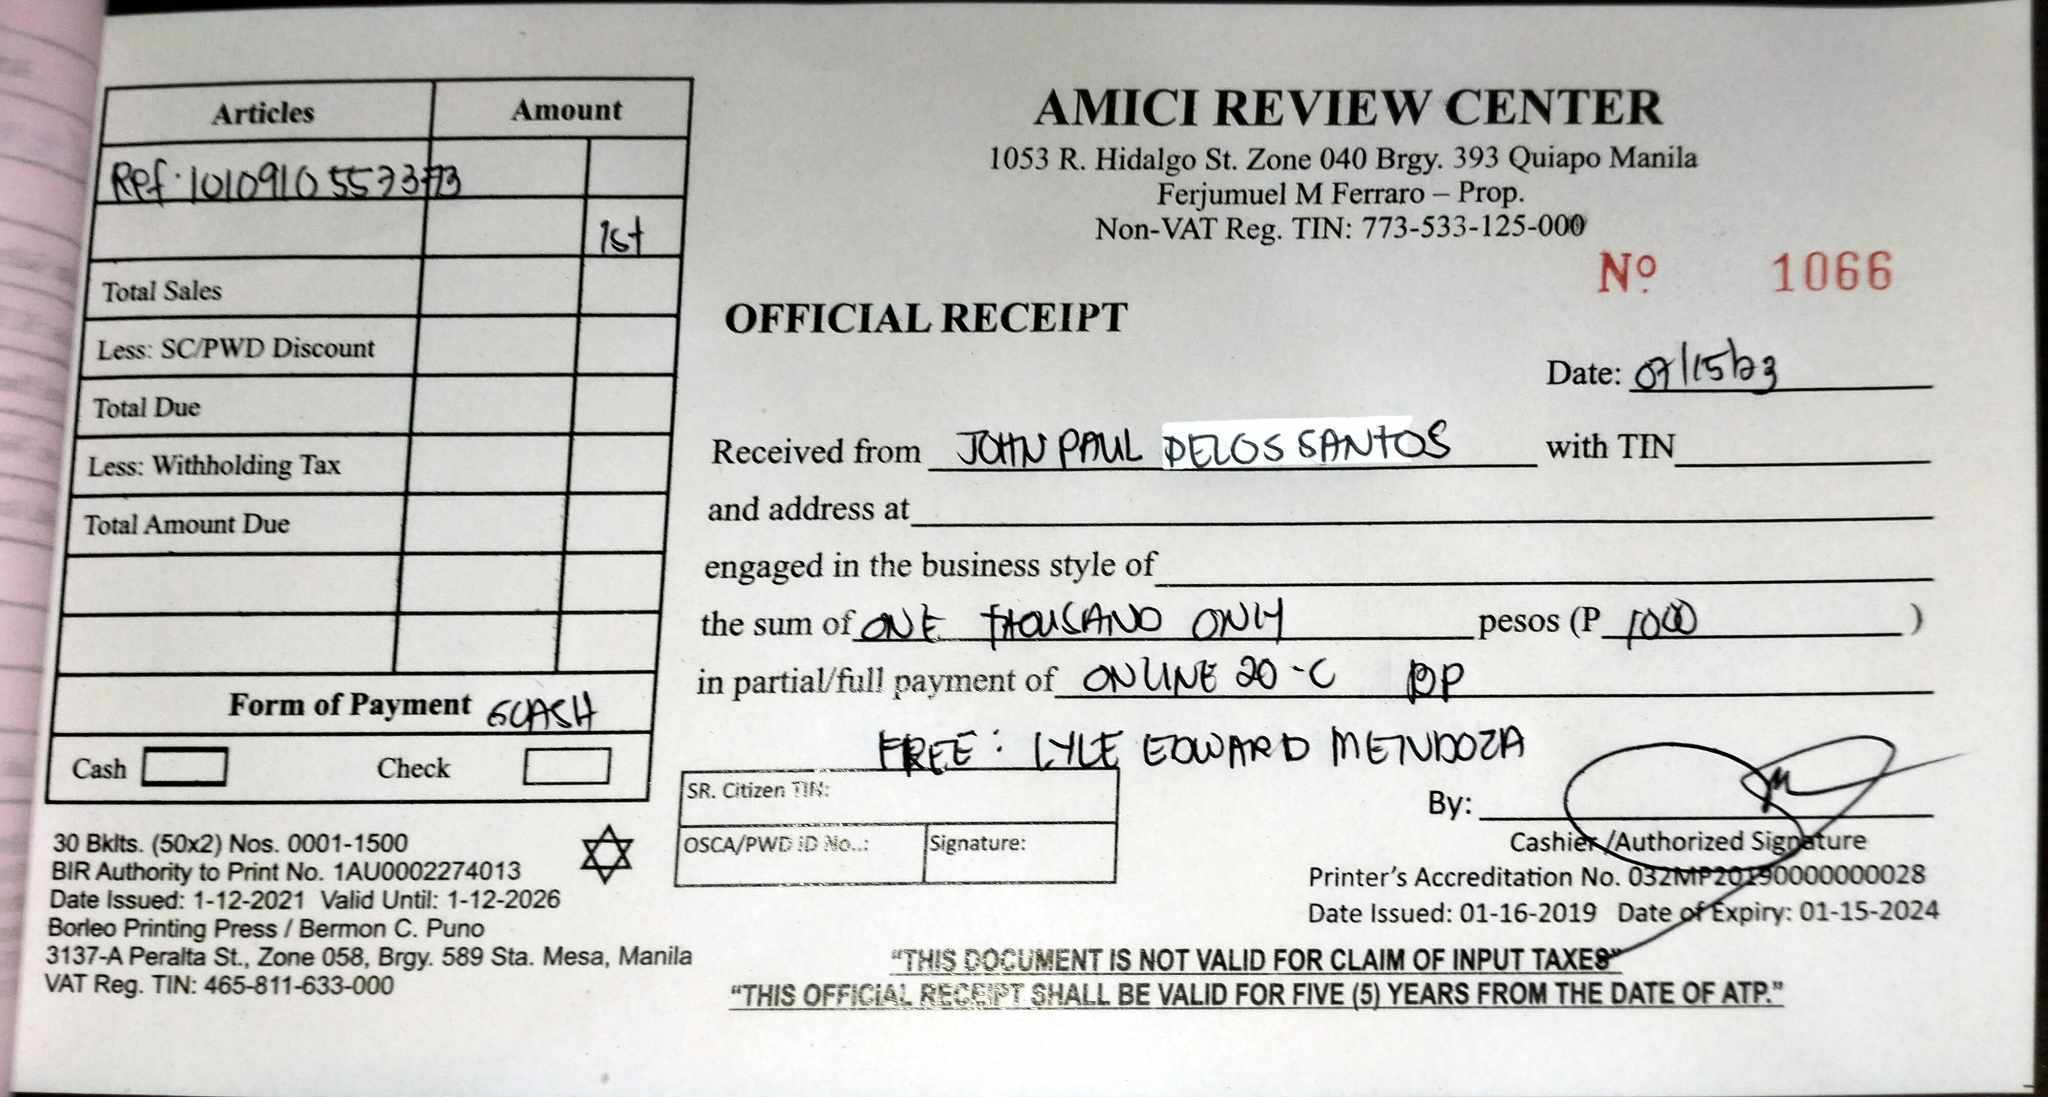 Articles Amount
Ref: 1010910557373
1st
Total Sales
Less: SC/PWD Discount
Total Due
Less: Withholding Tax
Total Amount Due
Form of Payment GCASH
Cash Check
30 Bklts. (50x2) Nos. 0001-1500
BIR Authority to Print No. 1AU0002274013
Date Issued: 1-12-2021 Valid Until: 1-12-2026
Borleo Printing Press / Bermon C. Puno
3137-A Peralta St., Zone 058, Brgy. 589 Sta. Mesa, Manila
VAT Reg. TIN: 465-811-633-000
AMICI REVIEW CENTER
1053 R. Hidalgo St. Zone 040 Brgy. 393 Quiapo Manila
Ferjumuel M Ferraro – Prop.
Non-VAT Reg. TIN: 773-533-125-000
Nº 1066
OFFICIAL RECEIPT
Date: 07/15/23
Received from JOHN PAUL DELOS SANTOS with TIN
and address at
engaged in the business style of
the sum of ONE THOUSAND ONLY pesos (P 1000 )
in partial/full payment of ONLINE 20-C DP
FREE: LYLE EDWARD MENDOZA
SR. Citizen TIN:
OSCA/PWD ID No..: Signature:
By:
Cashier /Authorized Signature
Printer's Accreditation No. 032MP20190000000028
Date Issued: 01-16-2019 Date of Expiry: 01-15-2024
“THIS DOCUMENT IS NOT VALID FOR CLAIM OF INPUT TAXES”
“THIS OFFICIAL RECEIPT SHALL BE VALID FOR FIVE (5) YEARS FROM THE DATE OF ATP.”